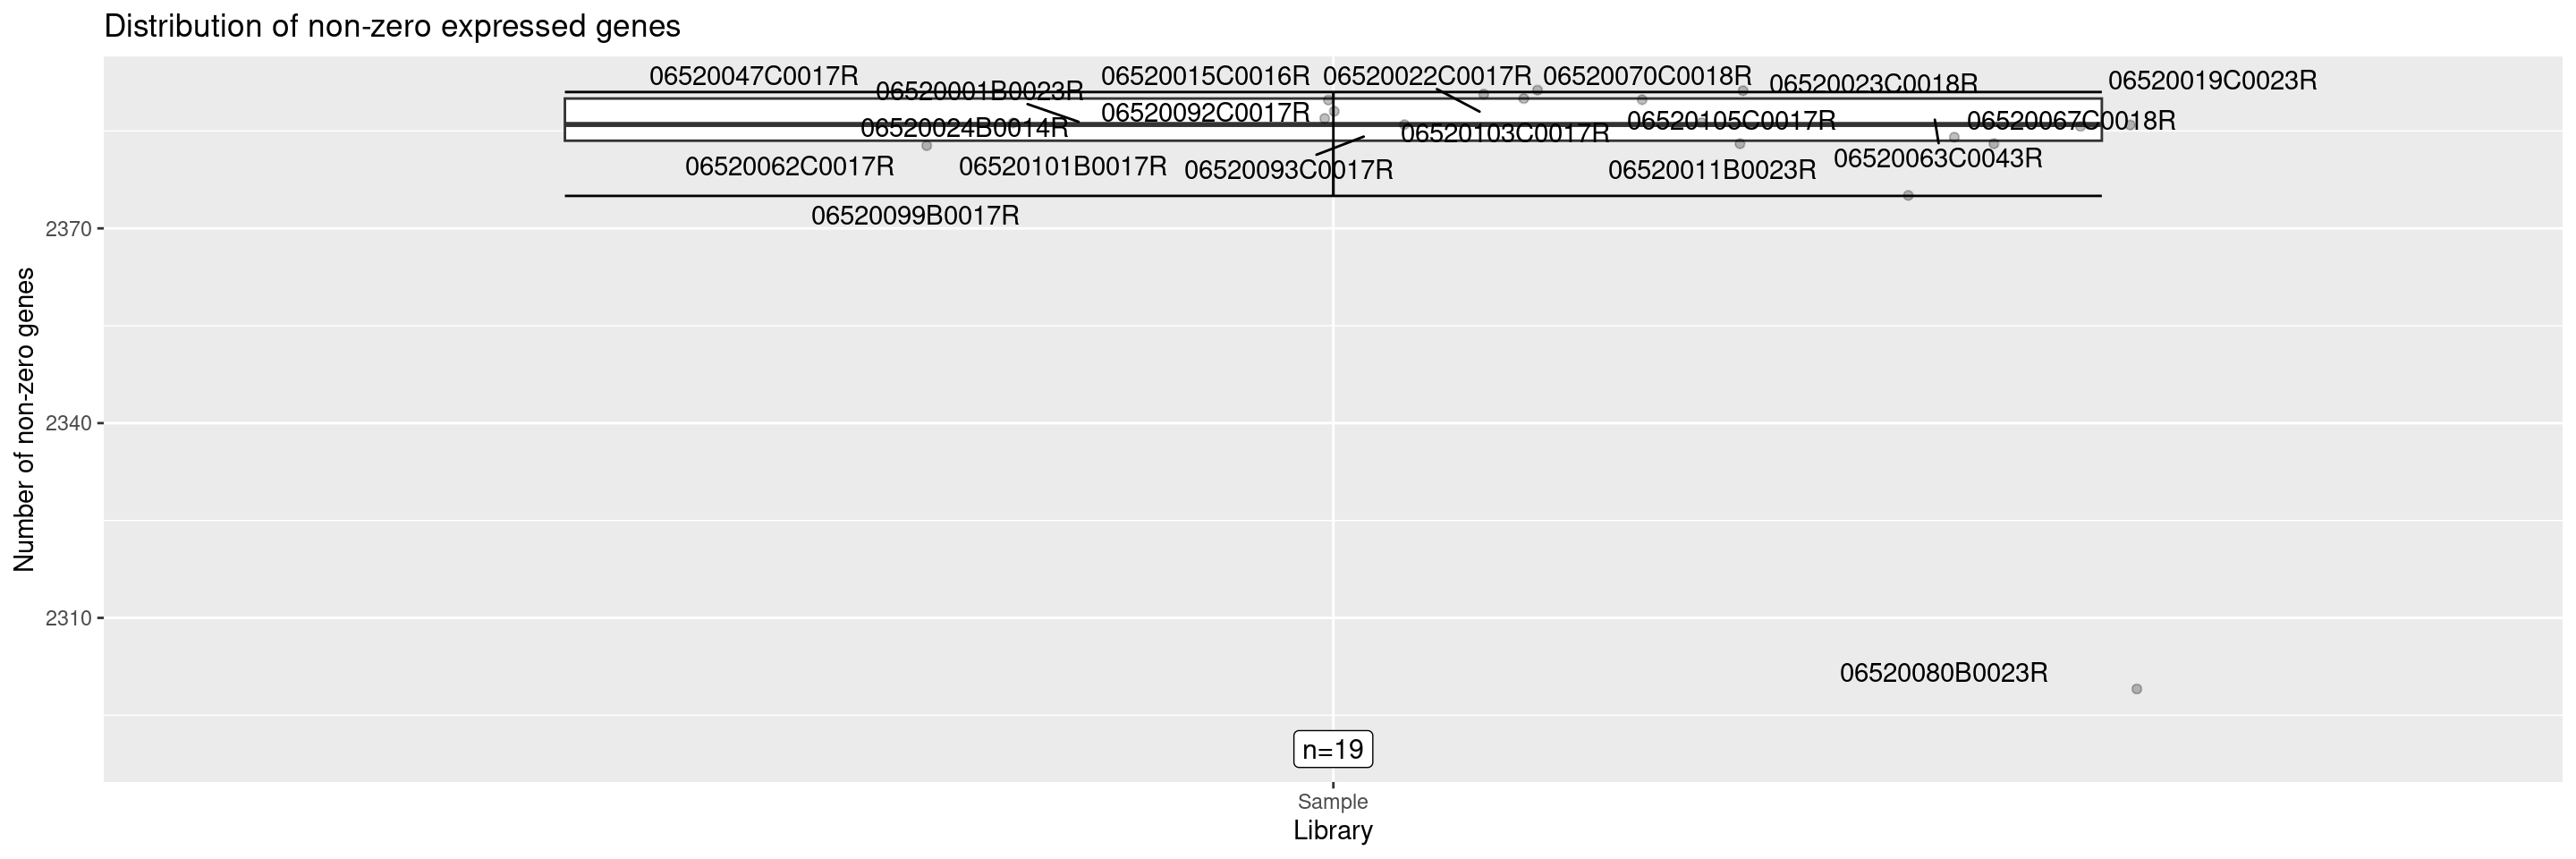 Distribution of non-zero expressed genes
06520047C0017R
06520001B0023R
06520015C0016R
06520022C0017R
06520070C0018R
06520023C0018R
06520019C0023R
06520092C0017R
06520024B0014R
06520103C0017R
06520105C0017R
06520067C0018R
06520062C0017R
06520101B0017R
06520093C0017R
06520011B0023R
06520063C0043R
06520099B0017R
06520080B0023R
2370
2340
2310
Number of non-zero genes
n=19
Sample
Library